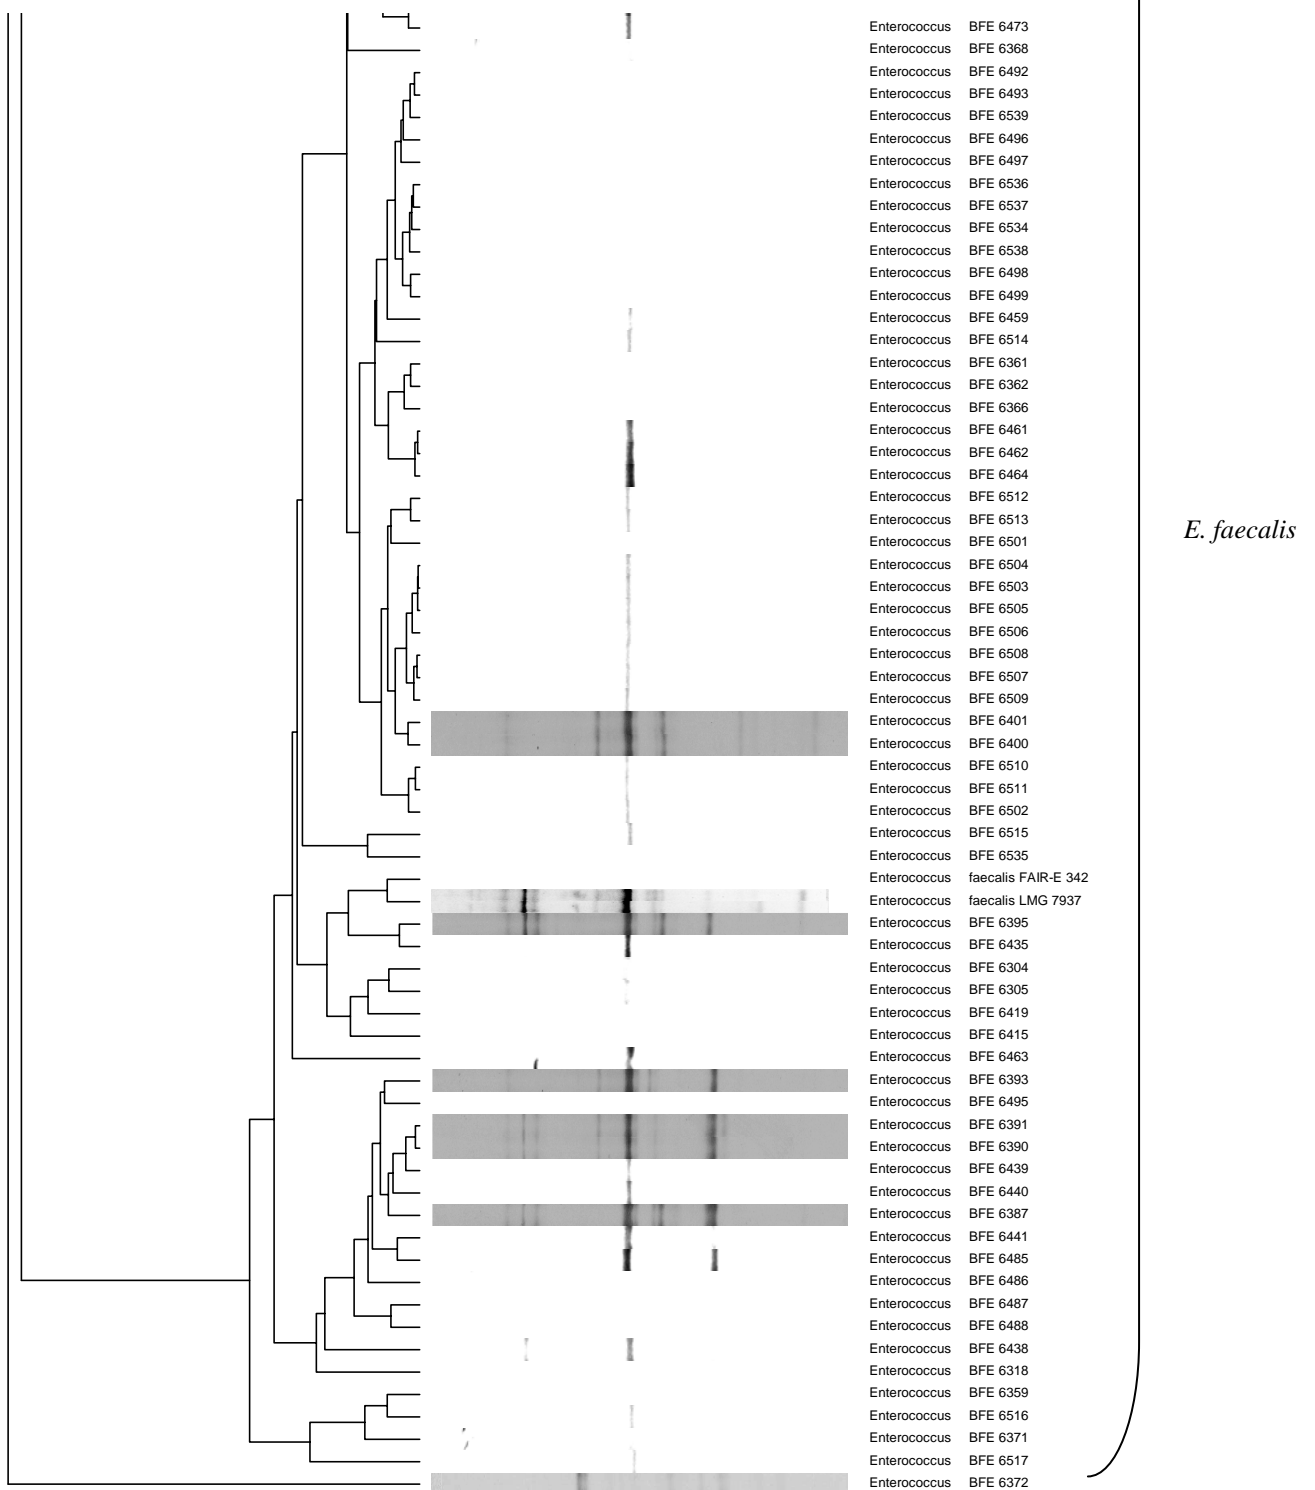 Enterococcus BFE 6473
Enterococcus BFE 6368
Enterococcus BFE 6492
Enterococcus BFE 6493
Enterococcus BFE 6539
Enterococcus BFE 6496
Enterococcus BFE 6497
Enterococcus BFE 6536
Enterococcus BFE 6537
Enterococcus BFE 6534
Enterococcus BFE 6538
Enterococcus BFE 6498
Enterococcus BFE 6499
Enterococcus BFE 6459
Enterococcus BFE 6514
Enterococcus BFE 6361
Enterococcus BFE 6362
Enterococcus BFE 6366
Enterococcus BFE 6461
Enterococcus BFE 6462
Enterococcus BFE 6464
Enterococcus BFE 6512
Enterococcus BFE 6513
E. faecalis
Enterococcus BFE 6501
Enterococcus BFE 6504
Enterococcus BFE 6503
Enterococcus BFE 6505
Enterococcus BFE 6506
Enterococcus BFE 6508
Enterococcus BFE 6507
Enterococcus BFE 6509
Enterococcus BFE 6401
Enterococcus BFE 6400
Enterococcus BFE 6510
Enterococcus BFE 6511
Enterococcus BFE 6502
Enterococcus BFE 6515
Enterococcus BFE 6535
Enterococcus faecalis FAIR-E 342
Enterococcus faecalis LMG 7937
Enterococcus BFE 6395
Enterococcus BFE 6435
Enterococcus BFE 6304
Enterococcus BFE 6305
Enterococcus BFE 6419
Enterococcus BFE 6415
Enterococcus BFE 6463
Enterococcus BFE 6393
Enterococcus BFE 6495
Enterococcus BFE 6391
Enterococcus BFE 6390
Enterococcus BFE 6439
Enterococcus BFE 6440
Enterococcus BFE 6387
Enterococcus BFE 6441
Enterococcus BFE 6485
Enterococcus BFE 6486
Enterococcus BFE 6487
Enterococcus BFE 6488
Enterococcus BFE 6438
Enterococcus BFE 6318
Enterococcus BFE 6359
Enterococcus BFE 6516
Enterococcus BFE 6371
Enterococcus BFE 6517
Enterococcus BFE 6372